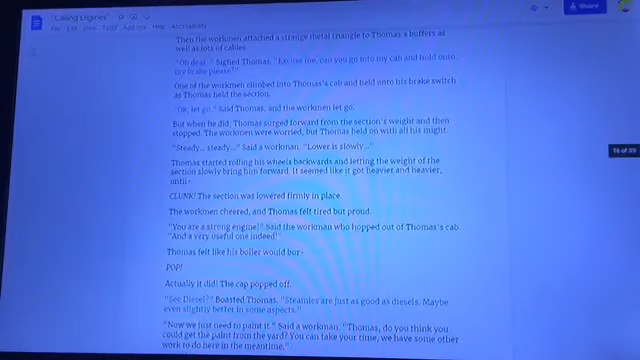 "Calling Engines"
File Edit View Tools Add-ons Help Accessibility
Share
Then the workmen attached a strange metal triangle to Thomas's buffers as
well as lots of cables.
"Oh dear..." Sighed Thomas. "Excuse me, can you go into my cab and hold onto
my brake please?"
One of the workmen climbed into Thomas's cab and held onto his brake switch
as Thomas held the section.
"Ok, let go." Said Thomas, and the workmen let go.
But when he did, Thomas surged forward from the section's weight and then
stopped. The workmen were worried, but Thomas held on with all his might.
"Steady... steady..." Said a workman. "Lower is slowly..."
Thomas started rolling his wheels backwards and letting the weight of the
section slowly bring him forward. It seemed like it got heavier and heavier,
until-
CLUNK! The section was lowered firmly in place.
The workmen cheered, and Thomas felt tired but proud.
"You are a strong engine!" Said the workman who hopped out of Thomas's cab.
"And a very useful one indeed!"
Thomas felt like his boiler would bur-
POP!
Actually it did! The cap popped off.
"See Diesel?" Boasted Thomas. "Steamies are just as good as diesels. Maybe
even slightly better in some aspects."
"Now we just need to paint it." Said a workman. "Thomas, do you think you
could get the paint from the yard? You can take your time, we have some other
work to do here in the meantime."